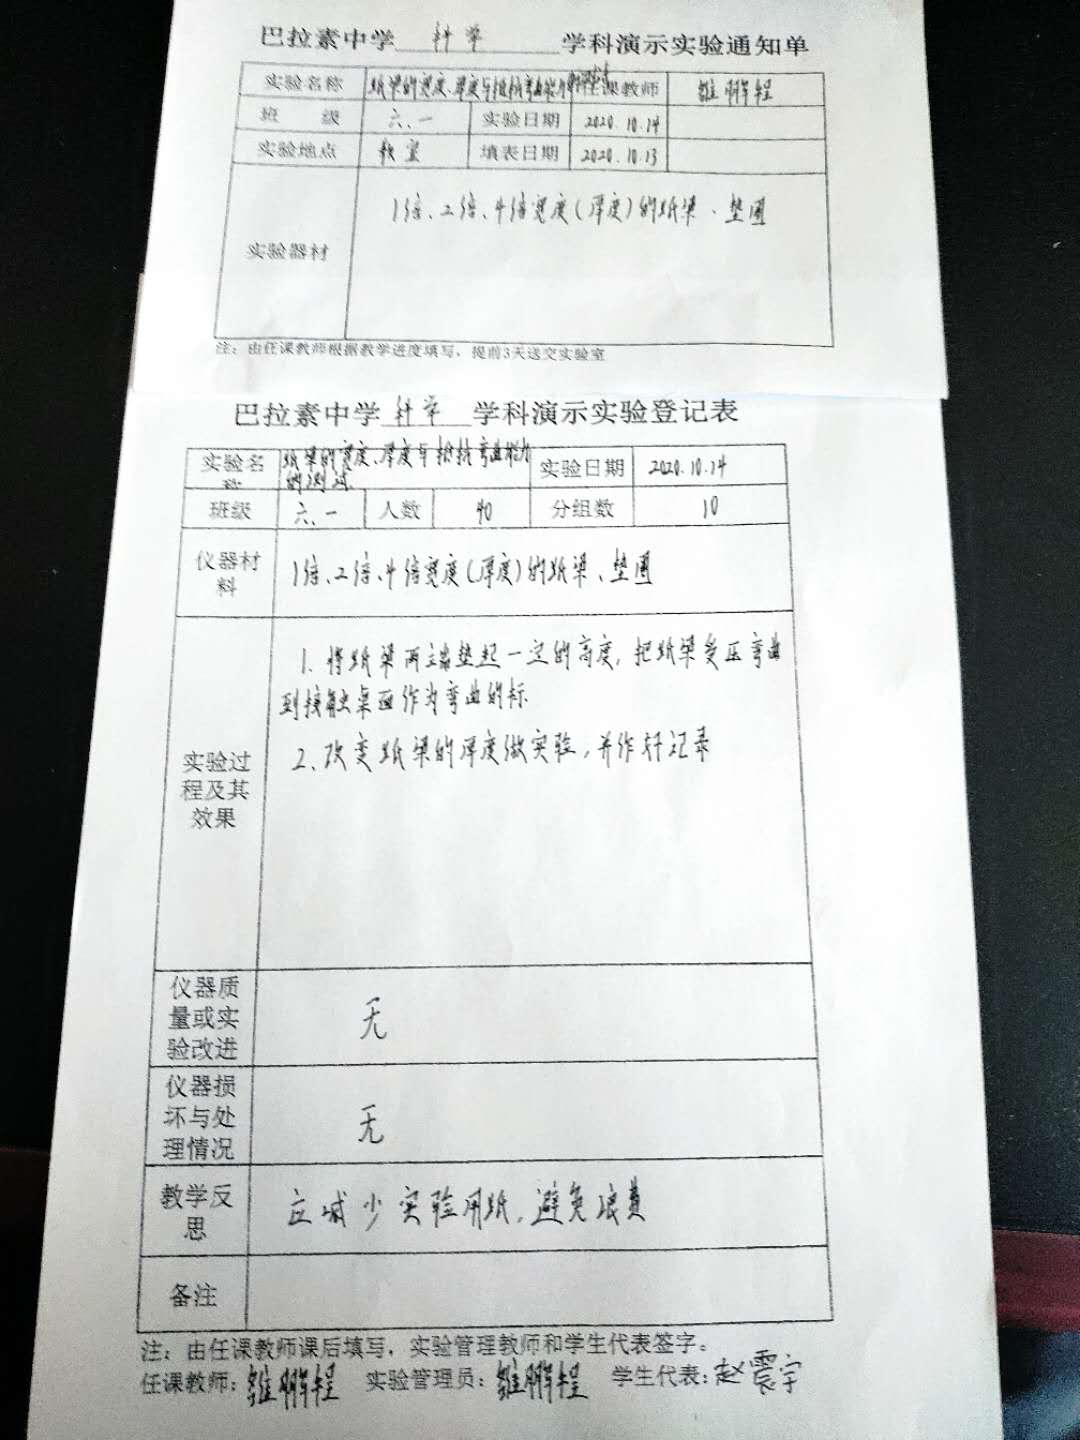 巴拉素中学 科学 学科演示实验通知单
实验名称 纸梁的宽度、厚度与抵抗弯曲能力的测试 课教师 雒鹏程
班 级 六、一 实验日期 2020.10.14
实验地点 教室 填表日期 2020.10.13
1倍、2倍、4倍宽度(厚度)的纸梁、垫圈
实验器材
注:由任课教师根据教学进度填写,提前3天送交实验室
巴拉素中学 科学 学科演示实验登记表
实验名称 纸梁的宽度、厚度与抵抗弯曲能力 实验日期 2020.10.14
的测试
班级 六、一 人数 40 分组数 10
仪器材
料
1倍、2倍、4倍宽度(厚度)的纸梁、垫圈
1. 将纸梁两端垫起一定的高度,把纸梁受压弯曲
到接触桌面作为弯曲的标
2、改变纸梁的厚度做实验,并作好记录
实验过
程及其
效果
仪器质
量或实
验改进
无
仪器损
坏与处
理情况
无
教学反
思
应减少实验用纸,避免浪费
备注
注:由任课教师课后填写,实验管理教师和学生代表签字。
任课教师:雒鹏程 实验管理员:雒鹏程 学生代表:赵震宇